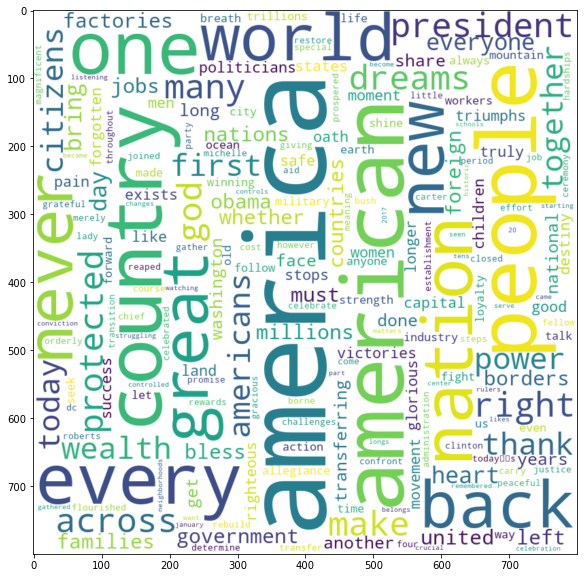 0
100
200
300
400
500
600
700
0 100 200 300 400 500 600 700
factories
breath
trillions
life
president
one
world
restore
special
states
become
everyone
mountain
magnificent
citizens
listening
bring
politicians
share
always
hardships
jobs
many
dreams
little
workers
men
long
city
prospered
moment
forgotten
throughout
party
nations
oath
shine
triumphs
together
became
ocean
giving
earth
schools
country
joined
michelle
new
people
first
safe
truly
day
made
aid
period
job
ceremony
pain
winning
military
bush
foreign
children
historic
never
exists
god
obama
controls
countries
meaning
carter
effort
starting
grateful
changes
whether
2017
american
america
20
merely
like
gather
however
women
longer
establishment
seen
closed
destiny
lady
forward
old
cost
face
anyone
tens
national
reaped
washington
follow
stops
came
protected
transition
course
watching
must
strength
capital
loyalty
serve
good
conviction
chief
celebrate
done
fellow
orderly
great
americans
millions
matters
industry
steps
talk
struggling
celebrated
victories
nation
power
today
success
land
come
fight
center
rulers
borders
controlled
promise
part
glorious
dc
seek
let
rewards
gracious
borne
transferring
administration
likes
right
roberts
challenges
us
even
wealth
bless
action
longs
clinton
thank
righteous
allegiance
confront
movement
today
years
every
neighborhoods
get
heart
carry
justice
time
belongs
remembered
peaceful
gathered
flourished
want
january
rebuild
make
back
across
families
government
another
four
united
way
left
determine
transfer
crucial
celebration